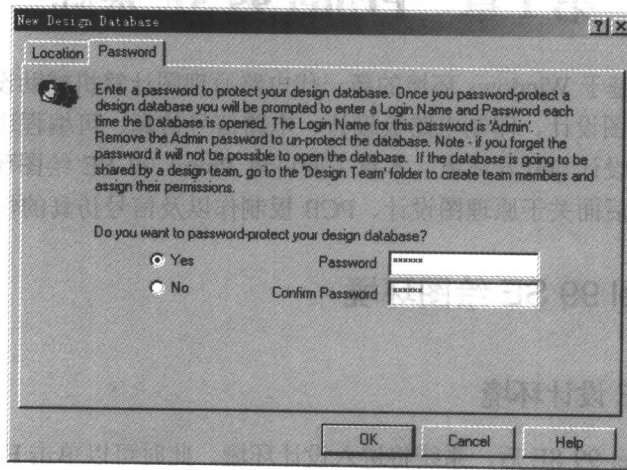 New Design Database
Location Password
Enter a password to protect your design database. Once you password-protect a
design database you will be prompted to enter a Login Name and Password each
time the Database is opened. The Login Name for this password is 'Admin'.
Remove the Admin password to un-protect the database. Note - if you forget the
password it will not be possible to open the database. If the database is going to be
shared by a design team, go to the 'Design Team' folder to create team members and
assign their permissions.
Do you want to password-protect your design database?
Yes Password ******
No Confirm Password ******
OK Cancel Help